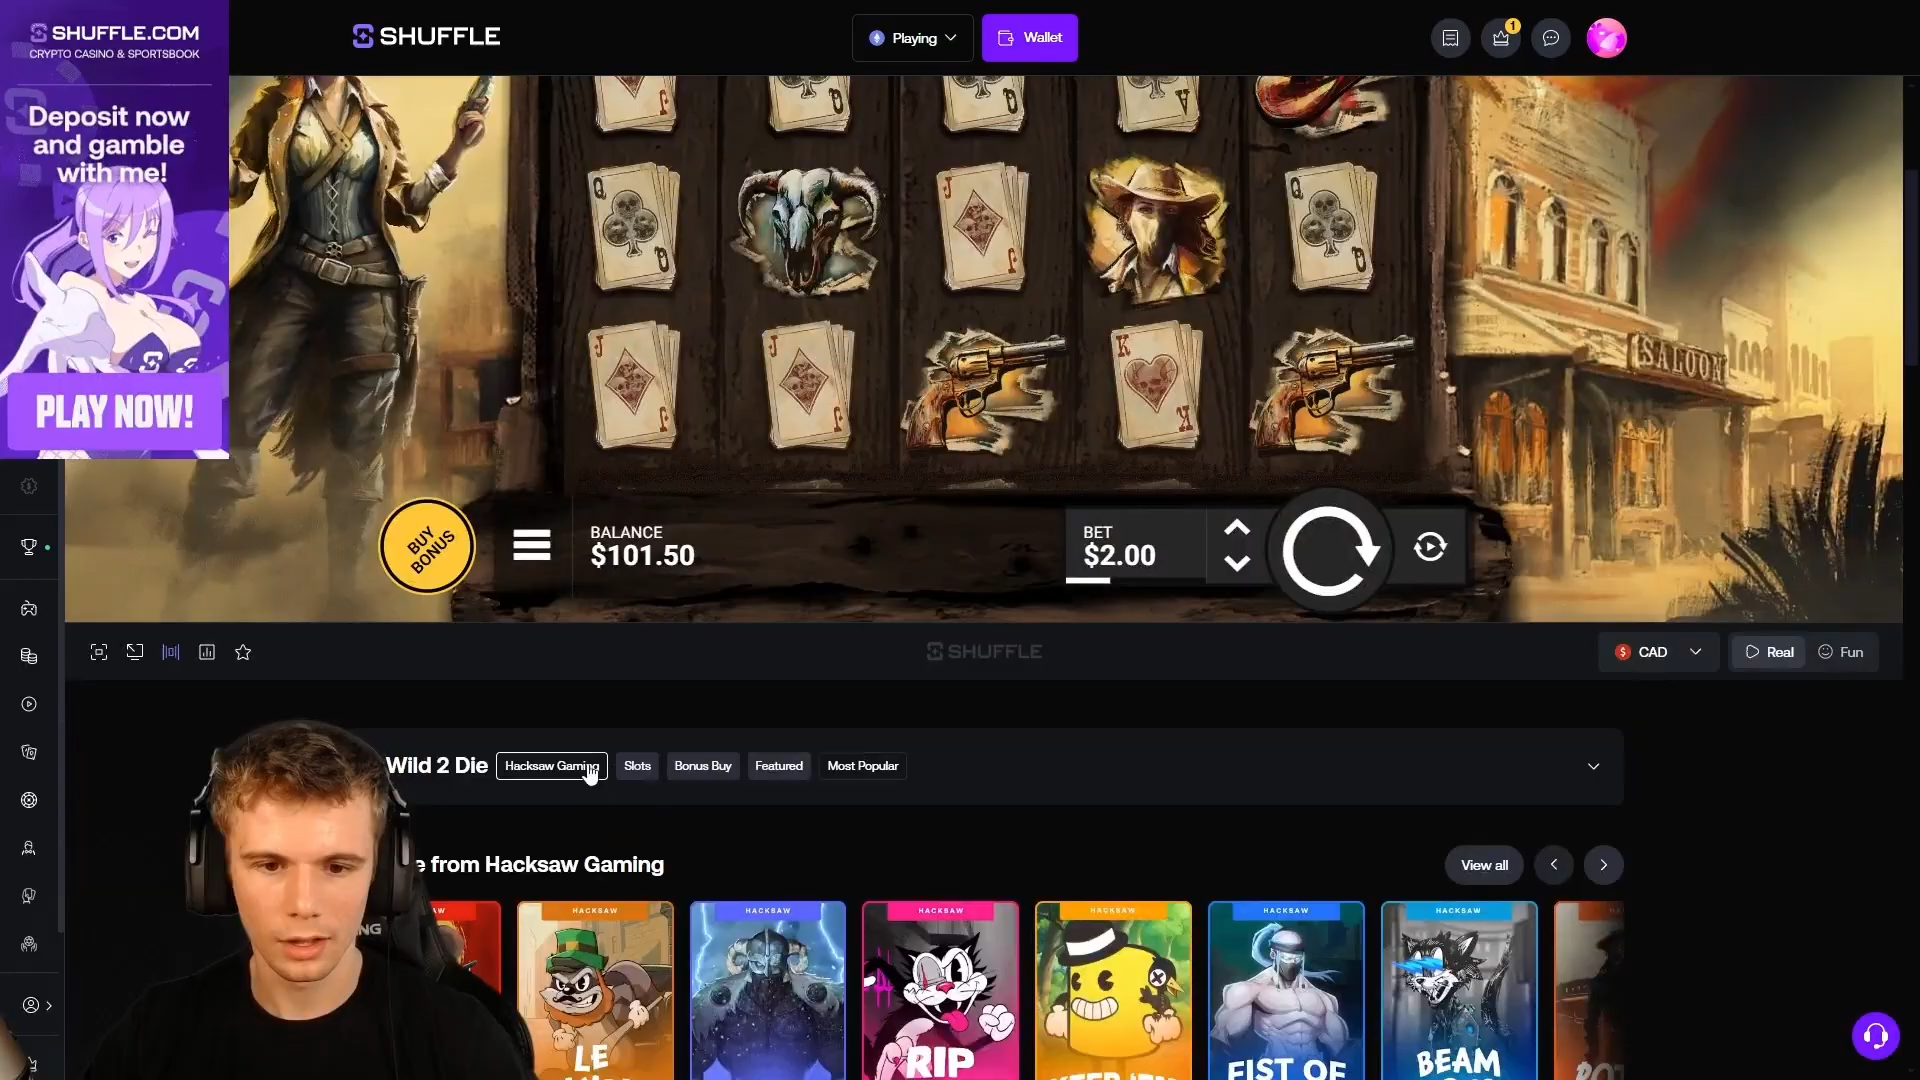 SHUFFLE.COM
CRYPTO CASINO & SPORTSBOOK
Deposit now
and gamble
with me!
PLAY NOW!
SHUFFLE
Playing
Wallet
1
J
Q
Q
A
Q
Q
J
J
Q
Q
J
J
J
J
K
K
SALOON
BUY
BONUS
BALANCE
$101.50
BET
$2.00
SHUFFLE
CAD
Real
Fun
Wild 2 Die
Hacksaw Gaming
Slots
Bonus Buy
Featured
Most Popular
from Hacksaw Gaming
View all
HACKSAW
HACKSAW
HACKSAW
HACKSAW
HACKSAW
HACKSAW
LE
RIP
FIST OF
BEAM